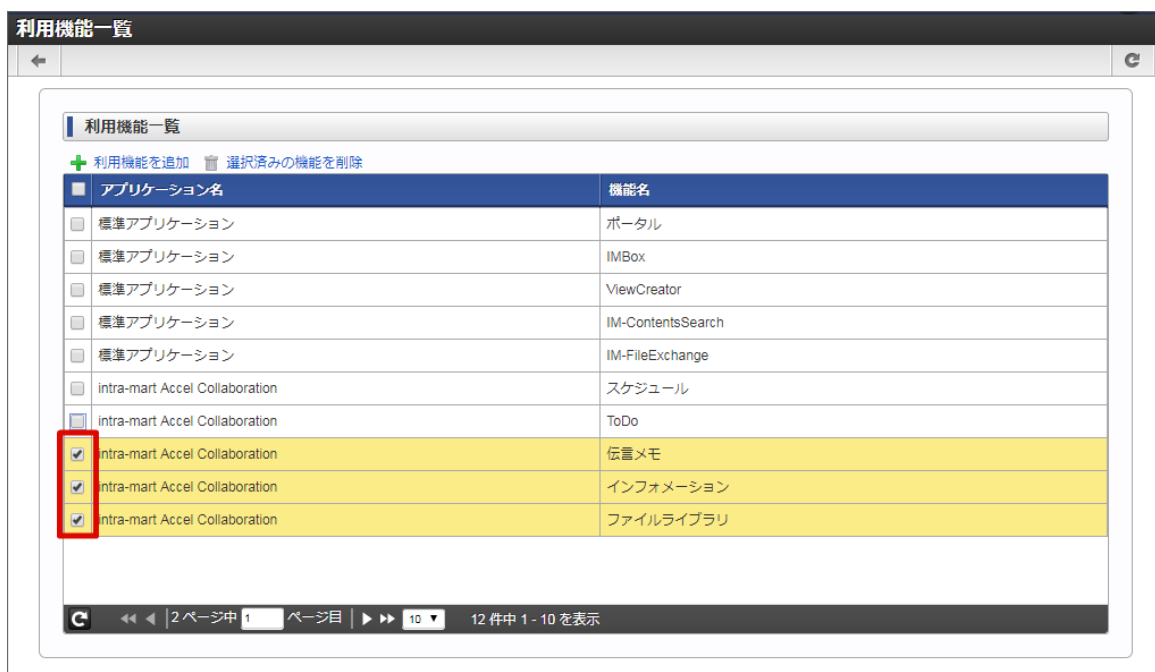 利用機能一覧
利用機能一覧
利用機能を追加 選択済みの機能を削除
アプリケーション名 機能名
標準アプリケーション ポータル
標準アプリケーション IMBox
標準アプリケーション ViewCreator
標準アプリケーション IM-ContentsSearch
標準アプリケーション IM-FileExchange
intra-mart Accel Collaboration スケジュール
intra-mart Accel Collaboration ToDo
intra-mart Accel Collaboration 伝言メモ
intra-mart Accel Collaboration インフォメーション
intra-mart Accel Collaboration ファイルライブラリ
2 ページ中 1 ページ目 10 12 件中 1 - 10 を表示